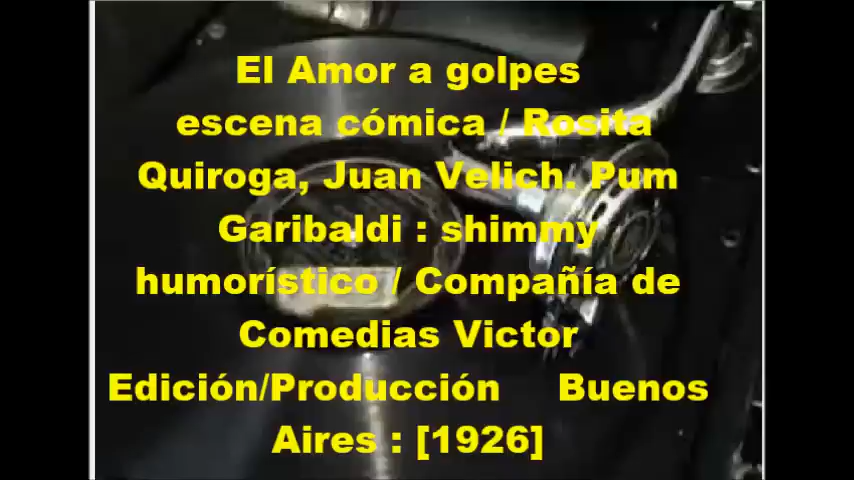 El Amor a golpes
escena cómica / Rosita
Quiroga, Juan Velich. Pum
Garibaldi : shimmy
humorístico / Compañía de
Comedias Victor
Edición/Producción Buenos
Aires : [1926]